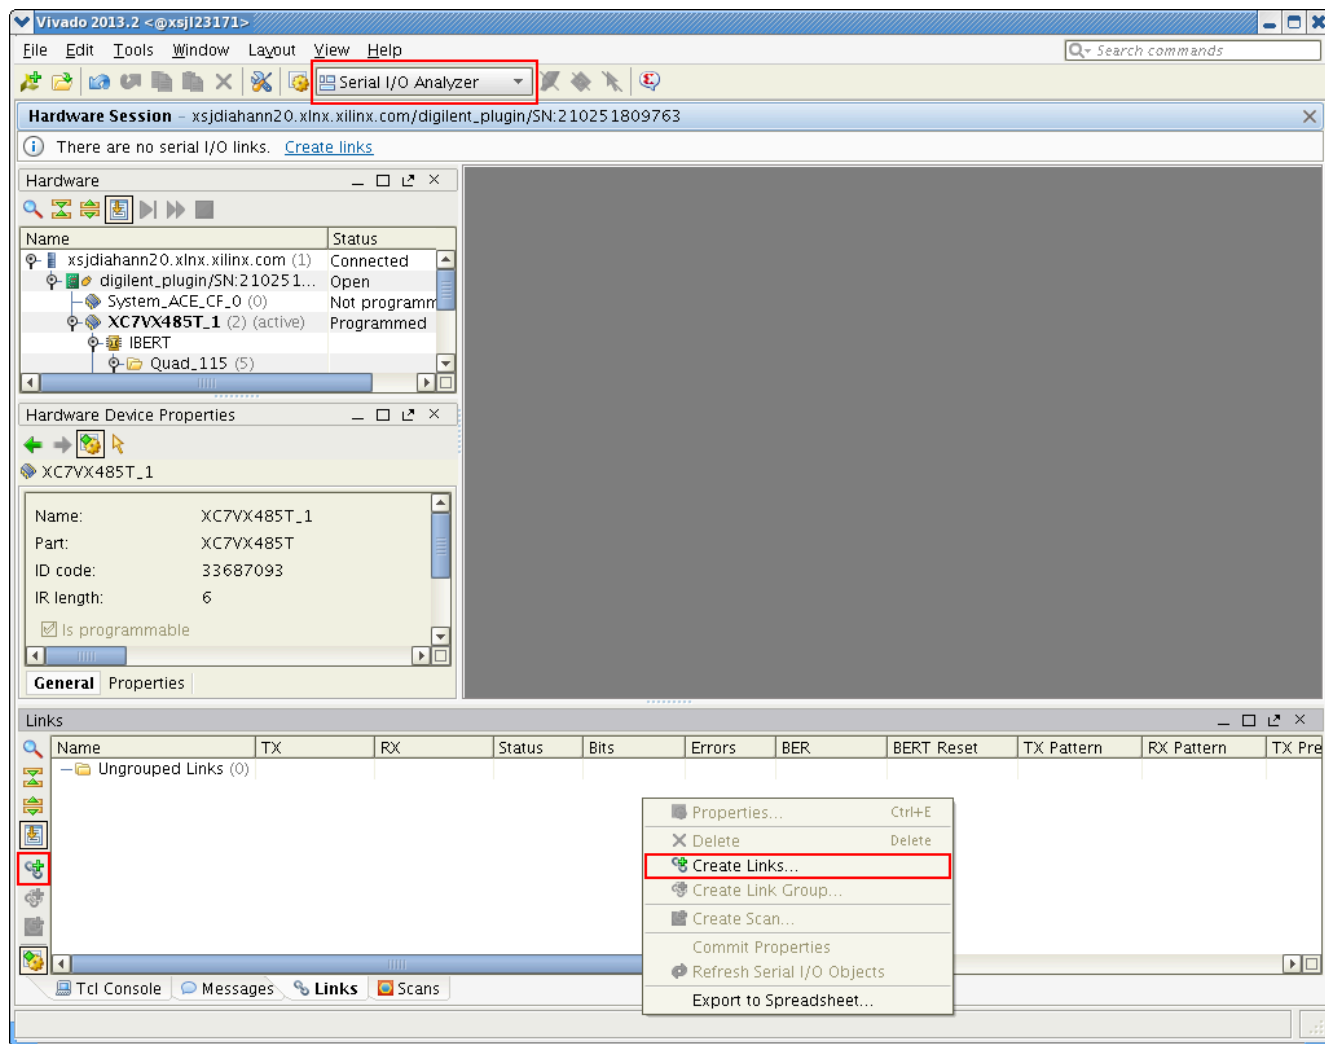 Vivado 2013.2 <@xsjl23171>
File Edit Tools Window Layout View Help
Search commands
Serial I/O Analyzer
Hardware Session – xsjdiahann20.xlnx.xilinx.com/digilent_plugin/SN:210251809763
There are no serial I/O links. Create links
Hardware
Name Status
xsjdiahann20.xlnx.xilinx.com (1) Connected
digilent_plugin/SN:210251... Open
System_ACE_CF_0 (0) Not programm
XC7VX485T_1 (2) (active) Programmed
IBERT
Quad_115 (5)
Hardware Device Properties
XC7VX485T_1
Name: XC7VX485T_1
Part: XC7VX485T
ID code: 33687093
IR length: 6
Is programmable
General Properties
Links
Name TX RX Status Bits Errors BER BERT Reset TX Pattern RX Pattern TX Pre
Ungrouped Links (0)
Properties... Ctrl+E
Delete Delete
Create Links...
Create Link Group...
Create Scan...
Commit Properties
Refresh Serial I/O Objects
Export to Spreadsheet...
Tcl Console Messages Links Scans